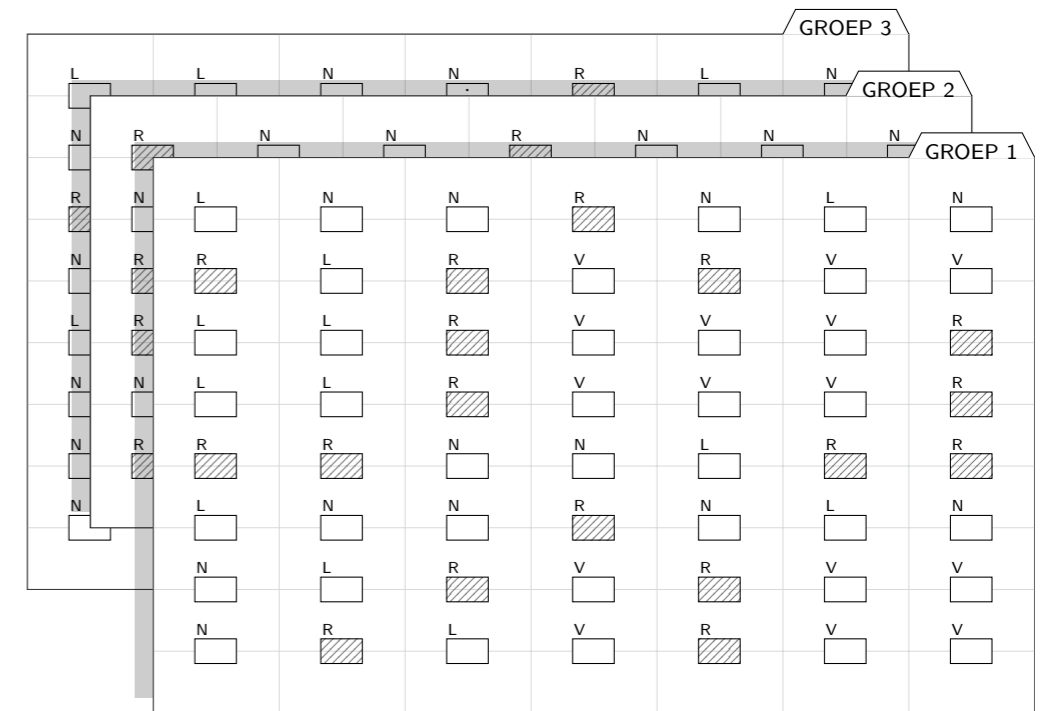 GROEP 3
L L N N R L N
GROEP 2
N R N N R N N N
GROEP 1
R N L N N R N L N
N R R L R V R V V
L R L L R V V V R
N N L L R V V V R
N R R R N N L R R
N L N N R N L N
N L R V R V V
N R L V R V V